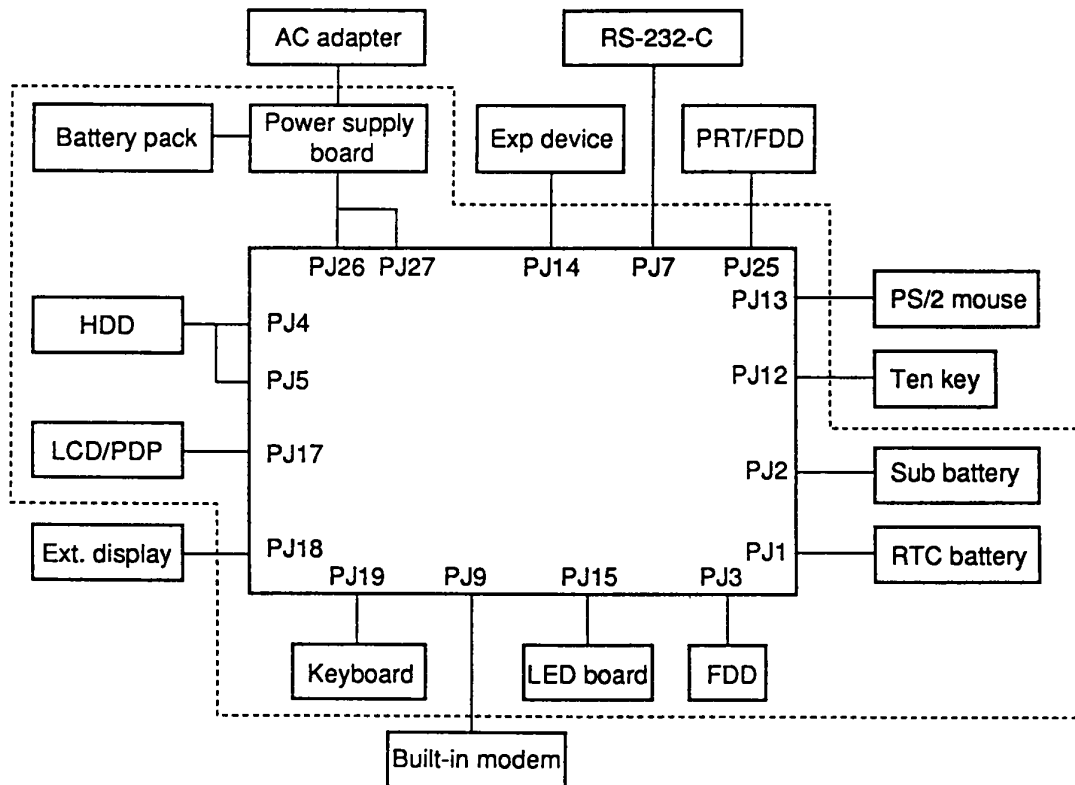 AC adapter
RS-232-C
Battery pack
Power supply
board
Exp device
PRT/FDD
PJ26
PJ27
PJ14
PJ7
PJ25
PJ13
PS/2 mouse
HDD
PJ4
PJ5
PJ12
Ten key
LCD/PDP
PJ17
PJ2
Sub battery
Ext. display
PJ18
PJ1
RTC battery
PJ19
PJ9
PJ15
PJ3
Keyboard
LED board
FDD
Built-in modem